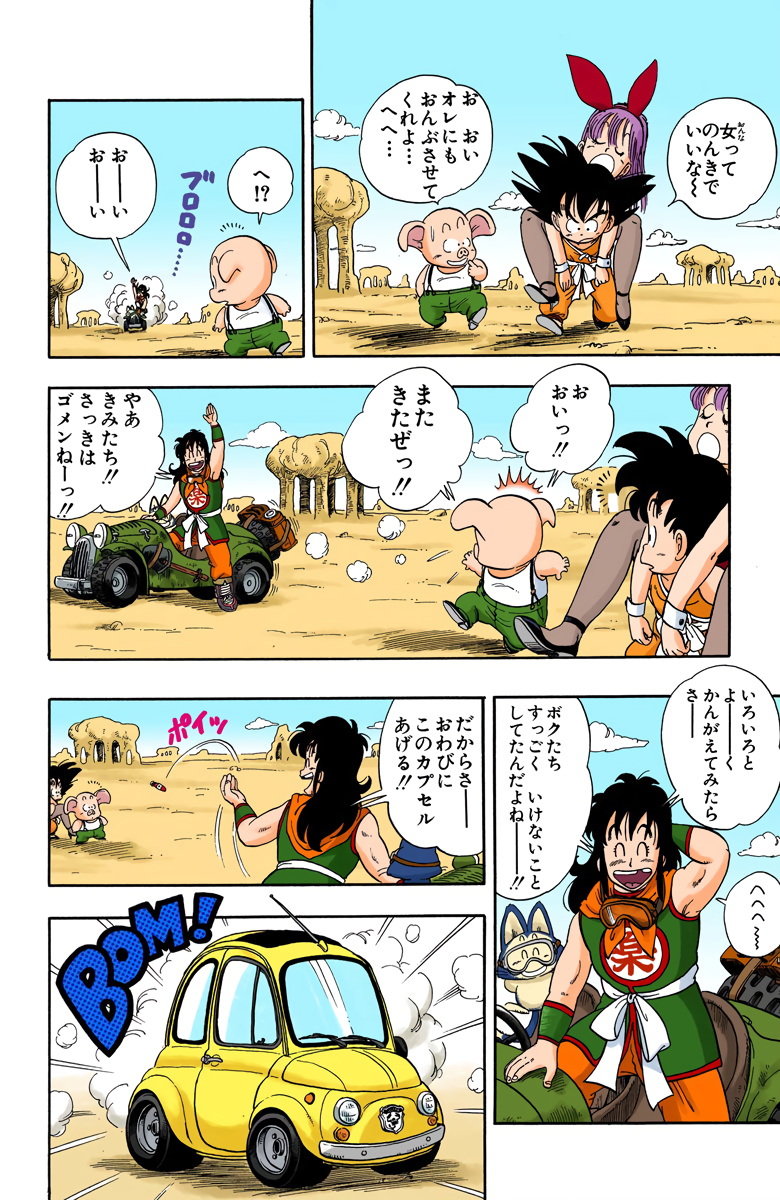 女って
のんきで
いいな〜
おんな
お おい
オレにも
おんぶさせて
くれよ…
へへ…
へ!?
ブロロロ……
おーーい
おーーい
お
おいっ!!
また
きたぜっ!!
やあ
きみたち!!
さっきは
ゴメンねーっ!!
楽
いろいろと
よーーく
かんがえてみたら
さーー
ボクたち
すっごく いけないこと
してたんだよねーー!!
へへへ〜
楽
だからさー
おわびに
このカプセル
あげる!!
ポイッ
BOM!